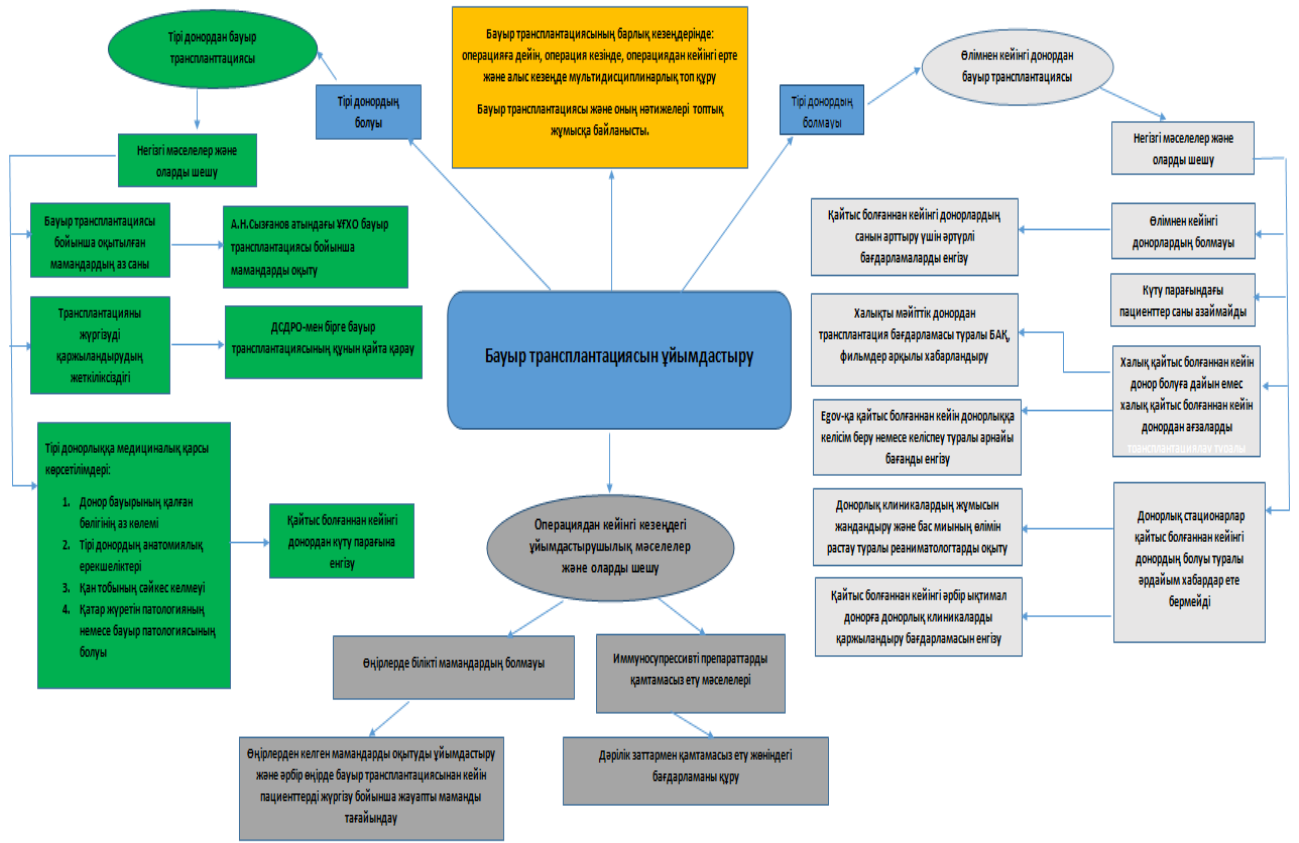 Тірі донордан бауыр
транспланттациясы
Тірі донордың
болуы
Бауыр трансплантациясының барлық кезеңдерінде:
операцияға дейін, операция кезінде, операциядан кейінгі ерте
және алыс кезеңде мультидисциплинарлық топ құру
Бауыр трансплантациясы және оның нәтижелері топтық
жұмысқа байланысты.
Тірі донордың
болмауы
Өлімнен кейінгі донордан
бауыр трансплантациясы
Негізгі мәселелер және
оларды шешу
Бауыр трансплантациясы
бойынша оқытылған
мамандардың аз саны
А.Н.Сызғанов атындағы ҰҒХО бауыр
трансплантациясы бойынша
мамандарды оқыту
Трансплантацияны
жүргізуді
қаржыландырудың
жеткіліксіздігі
ДСДРО-мен бірге бауыр
трансплантациясының құнын қайта қарау
Тірі донорлыққа медициналық қарсы
көрсетілімдері:
1. Донор бауырының қалған
бөлігінің аз көлемі
2. Тірі донордың анатомиялық
ерекшеліктері
3. Қан тобының сәйкес келмеуі
4. Қатар жүретін патологияның
немесе бауыр патологиясының
болуы
Қайтыс болғаннан кейінгі
донордан күту парағына
енгізу
Бауыр трансплантациясын ұйымдастыру
Негізгі мәселелер және
оларды шешу
Қайтыс болғаннан кейінгі донорлардың
санын арттыру үшін әртүрлі
бағдарламаларды енгізу
Өлімнен кейінгі
донорлардың болмауы
Күту парағындағы
пациенттер саны азаймайды
Халықты мәйіттік донордан
трансплантация бағдарламасы туралы БАҚ,
фильмдер арқылы хабарландыру
Халық қайтыс болғаннан кейін
донор болуға дайын емес
халық қайтыс болғаннан кейін
донордан ағзаларды
трансплантациялау туралы
Egov-қа қайтыс болғаннан кейін донорлыққа
келісім беру немесе келіспеу туралы арнайы
бағанды енгізу
Донорлық клиникалардың жұмысын
жандандыру және бас миының өлімін
растау туралы реаниматологтарды оқыту
Донорлық стационарлар
қайтыс болғаннан кейінгі
донордың болуы туралы
әрдайым хабардар ете
бермейді
Қайтыс болғаннан кейінгі әрбір ықтимал
донорға донорлық клиникаларды
қаржыландыру бағдарламасын енгізу
Операциядан кейінгі кезеңдегі
ұйымдастырушылық мәселелер
және оларды шешу
Өңірлерде білікті мамандардың болмауы
Иммуносупрессивті препараттарды
қамтамасыз ету мәселелері
Өңірлерден келген мамандарды оқытуды ұйымдастыру
және әрбір өңірде бауыр трансплантациясынан кейін
пациенттерді жүргізу бойынша жауапты маманды
тағайындау
Дәрілік заттармен қамтамасыз ету жөніндегі
бағдарламаны құру